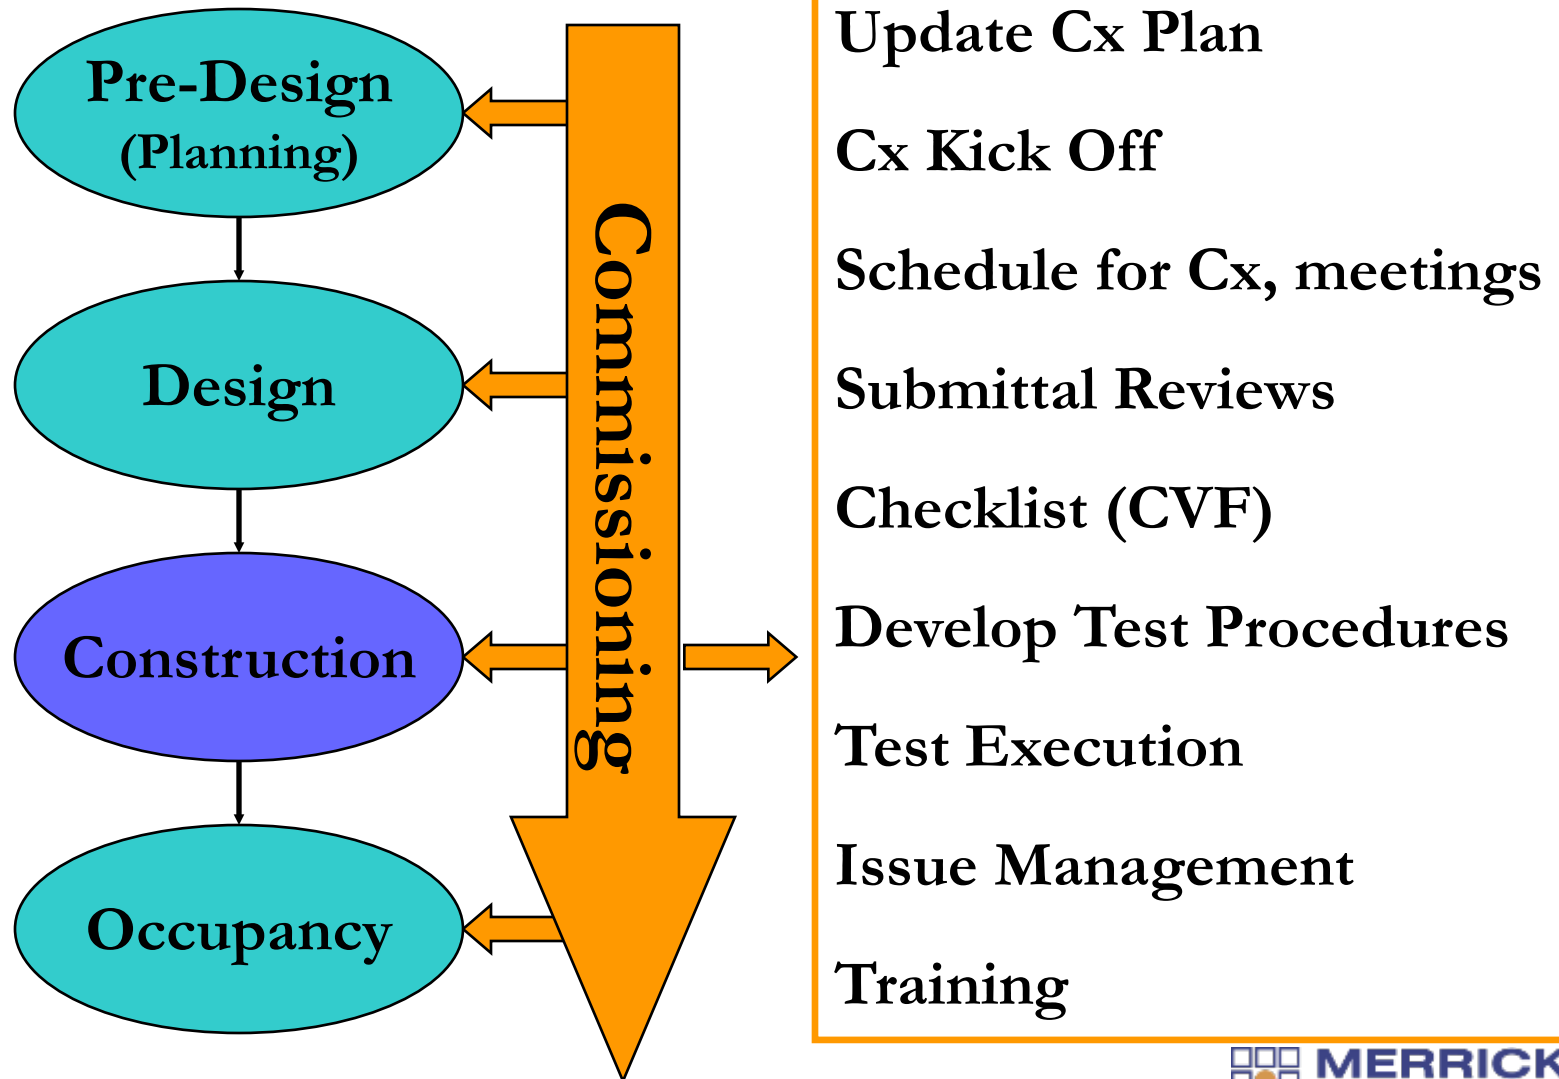 Pre-Design
(Planning)
Design
Construction
Occupancy
Commissioning
Update Cx Plan
Cx Kick Off
Schedule for Cx, meetings
Submittal Reviews
Checklist (CVF)
Develop Test Procedures
Test Execution
Issue Management
Training
MERRICK